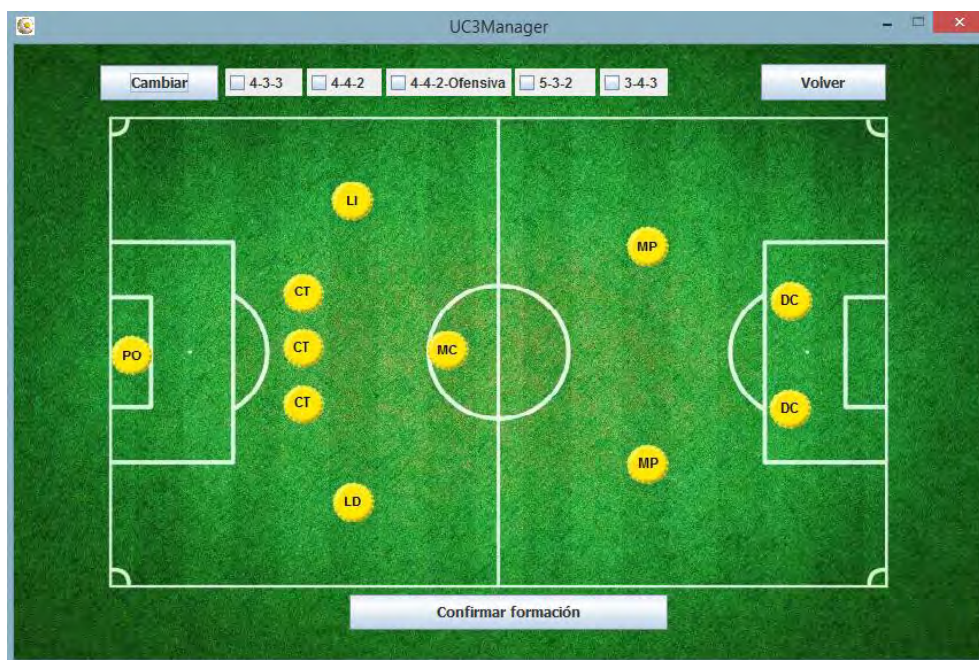 UC3Manager
Cambiar 4-3-3 4-4-2 4-4-2-Ofensiva 5-3-2 3-4-3 Volver
LI
MP
CT
DC
CT
MC
PO
CT
DC
MP
LD
Confirmar formación